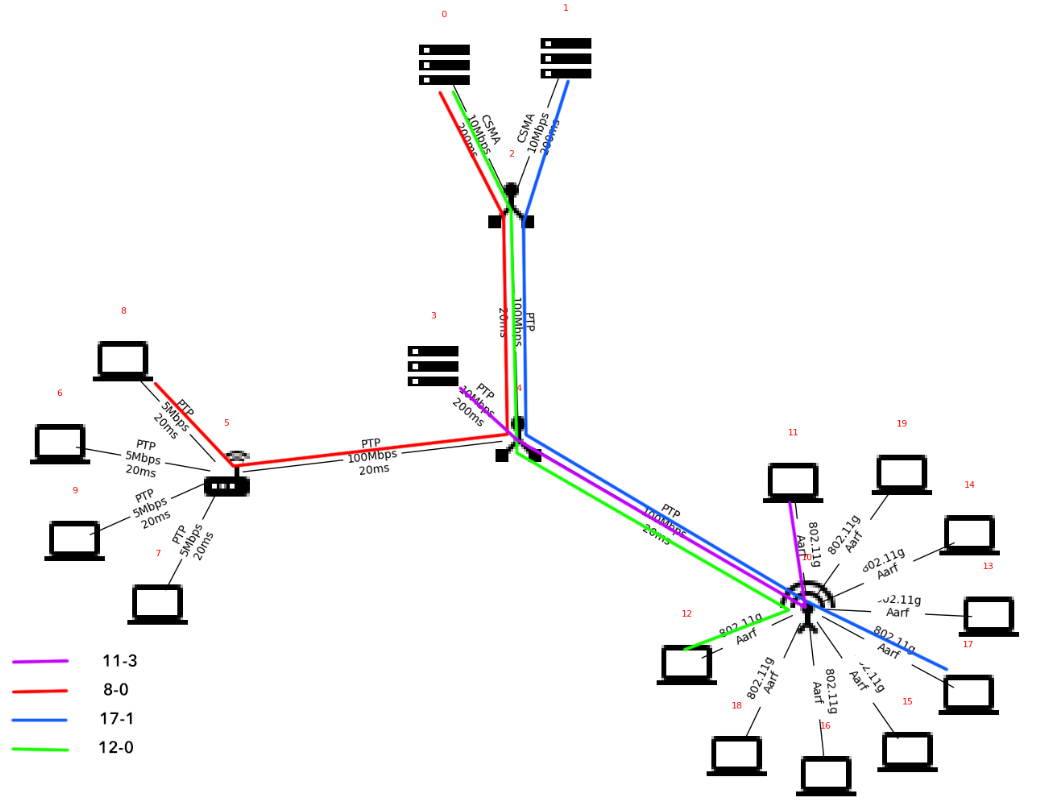 0
1
CSMA
10Mbps
200ms
CSMA
10Mbps
200ms
2
PTP
100Mbps
20ms
3
PTP
10Mbps
200ms
4
8
PTP
5Mbps
20ms
6
PTP
5Mbps
20ms
5
PTP
100Mbps
20ms
9
PTP
5Mbps
20ms
7
PTP
5Mbps
20ms
PTP
100Mbps
20ms
11
802.11g
Aarf
19
802.11g
Aarf
14
802.11g
Aarf
10
13
802.11g
Aarf
12
802.11g
Aarf
17
802.11g
Aarf
18
802.11g
Aarf
16
802.11g
Aarf
15
802.11g
Aarf
11-3
8-0
17-1
12-0